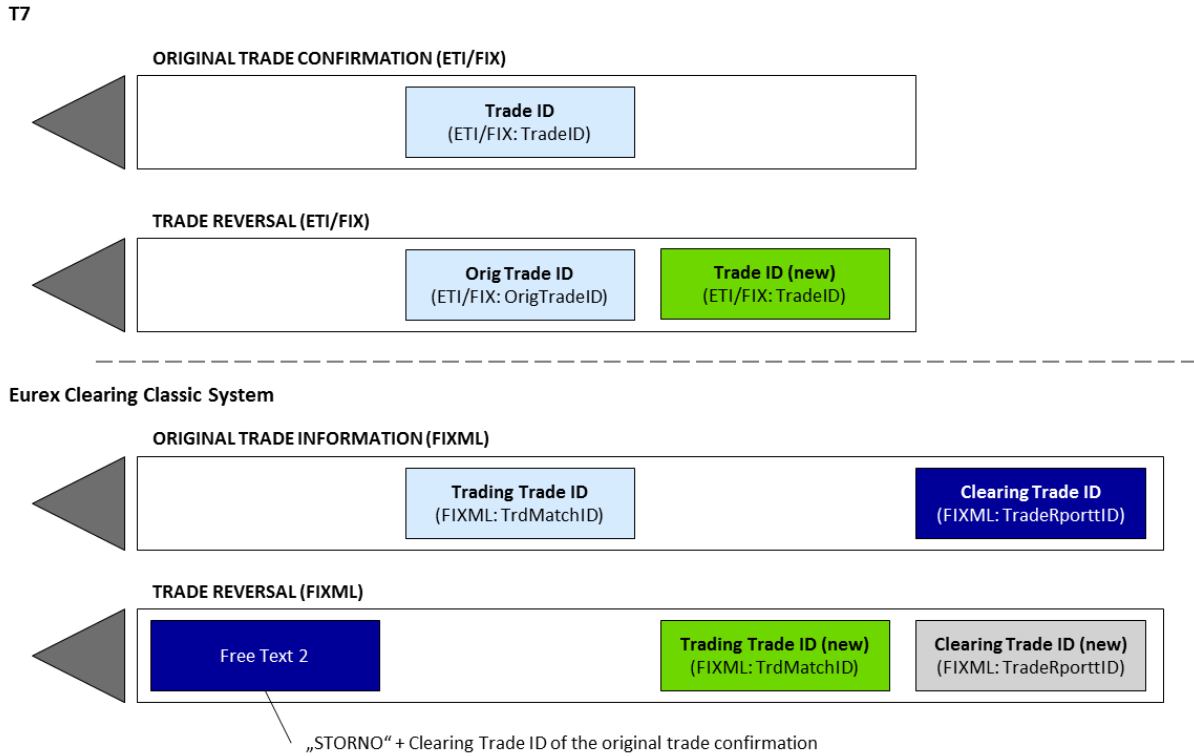 T7
ORIGINAL TRADE CONFIRMATION (ETI/FIX)
Trade ID
(ETI/FIX: TradeID)
TRADE REVERSAL (ETI/FIX)
Orig Trade ID
(ETI/FIX: OrigTradeID)
Trade ID (new)
(ETI/FIX: TradeID)
Eurex Clearing Classic System
ORIGINAL TRADE INFORMATION (FIXML)
Trading Trade ID
(FIXML: TrdMatchID)
Clearing Trade ID
(FIXML: TradeRporttID)
TRADE REVERSAL (FIXML)
Free Text 2
Trading Trade ID (new)
(FIXML: TrdMatchID)
Clearing Trade ID (new)
(FIXML: TradeRporttID)
„STORNO“ + Clearing Trade ID of the original trade confirmation